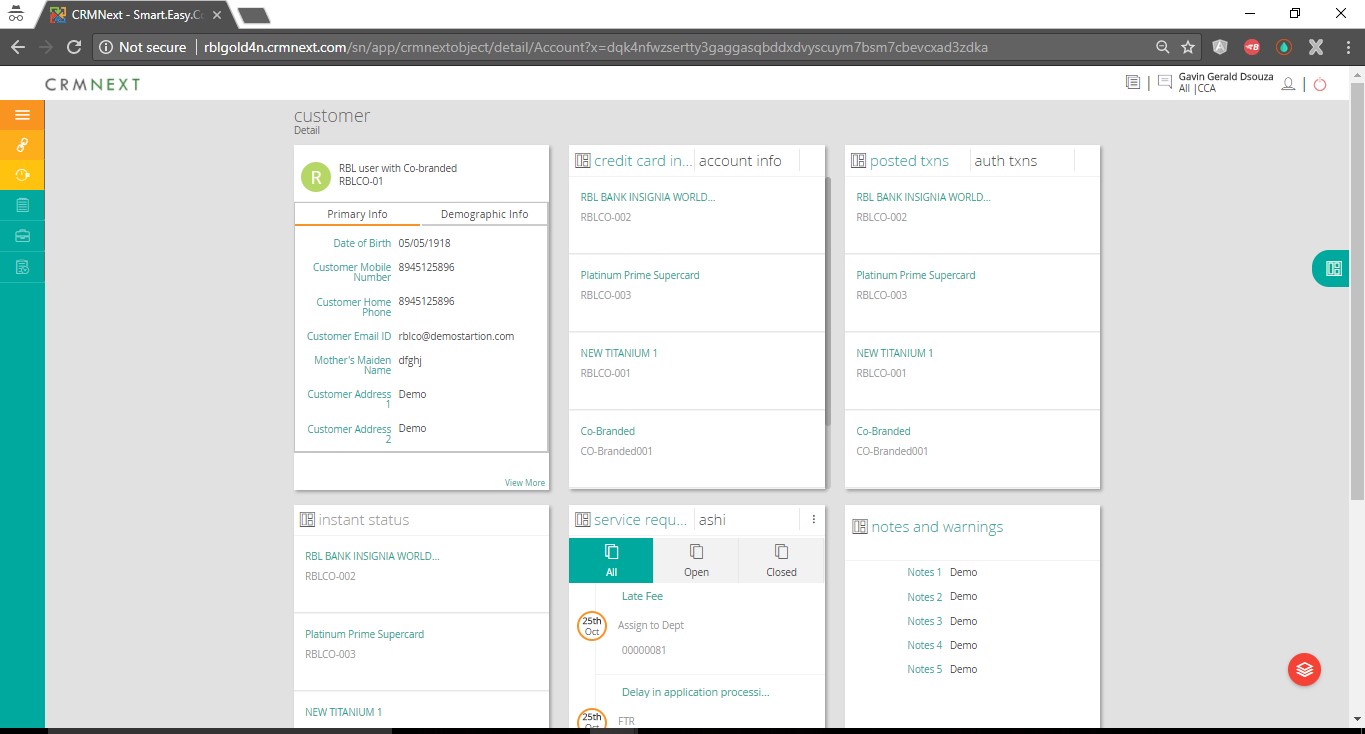 CRMNext - Smart.Easy.C
Not secure
rblgold4n.crmnext.com/sn/app/crmnextobject/detail/Account?x=dqk4nfwzsertty3gaggasqbddxdvyscuym7bsm7cbevcxad3zdka
CRMNEXT
Gavin Gerald Dsouza
All |CCA
customer
Detail
R
RBL user with Co-branded
RBLCO-01
Primary Info
Demographic Info
Date of Birth 05/05/1918
Customer Mobile Number 8945125896
Customer Home Phone 8945125896
Customer Email ID rblco@demostartion.com
Mother's Maiden Name dfghj
Customer Address 1 Demo
Customer Address 2 Demo
View More
credit card in... account info
RBL BANK INSIGNIA WORLD...
RBLCO-002
Platinum Prime Supercard
RBLCO-003
NEW TITANIUM 1
RBLCO-001
Co-Branded
CO-Branded001
posted txns auth txns
RBL BANK INSIGNIA WORLD...
RBLCO-002
Platinum Prime Supercard
RBLCO-003
NEW TITANIUM 1
RBLCO-001
Co-Branded
CO-Branded001
instant status
RBL BANK INSIGNIA WORLD...
RBLCO-002
Platinum Prime Supercard
RBLCO-003
NEW TITANIUM 1
service requ... ashi
All
Open
Closed
Late Fee
25th
Oct
Assign to Dept
00000081
Delay in application processi...
25th
Oct
FTR
notes and warnings
Notes 1 Demo
Notes 2 Demo
Notes 3 Demo
Notes 4 Demo
Notes 5 Demo